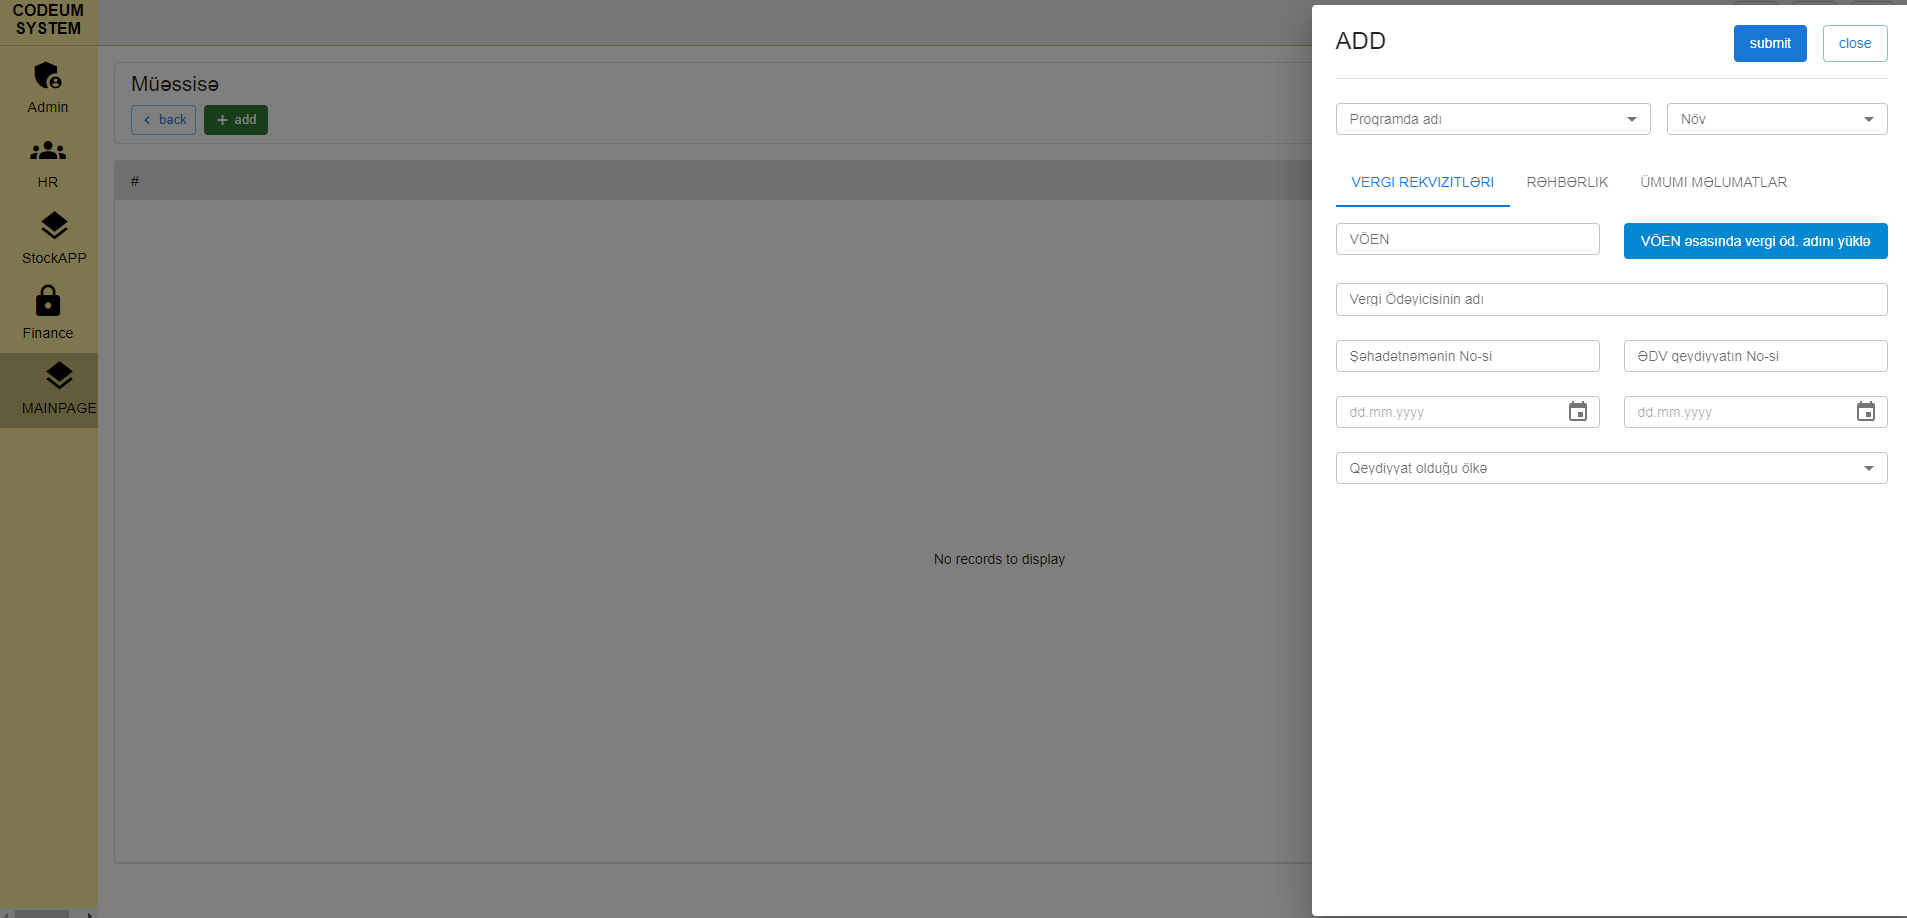 CODEUM
SYSTEM
Admin
HR
StockAPP
Finance
MAINPAGE
Müəssisə
back
add
#
No records to display
ADD
submit
close
Proqramda adı
Növ
VERGI REKVIZITLƏRI
RƏHBƏRLIK
ÜMUMI MƏLUMATLAR
VÖEN
VÖEN əsasında vergi öd. adını yüklə
Vergi Ödəyicisinin adı
Şəhadətnəmənin No-si
ƏDV qeydiyyatın No-si
dd.mm.yyyy
dd.mm.yyyy
Qeydiyyat olduğu ölkə